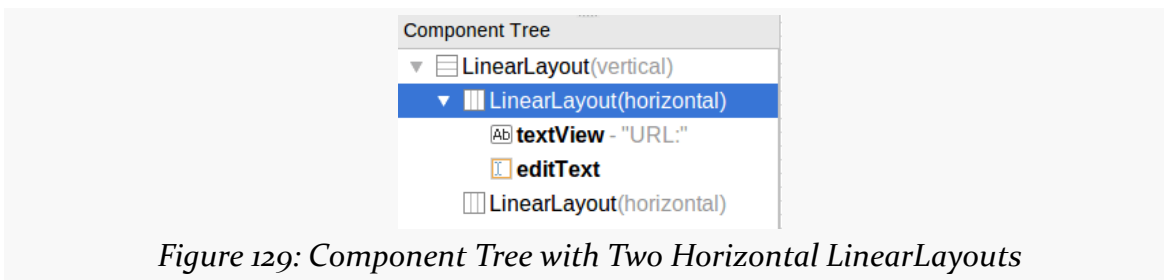 Component Tree
LinearLayout(vertical)
LinearLayout(horizontal)
Ab textView - "URL:"
editText
LinearLayout(horizontal)
Figure 129: Component Tree with Two Horizontal LinearLayouts